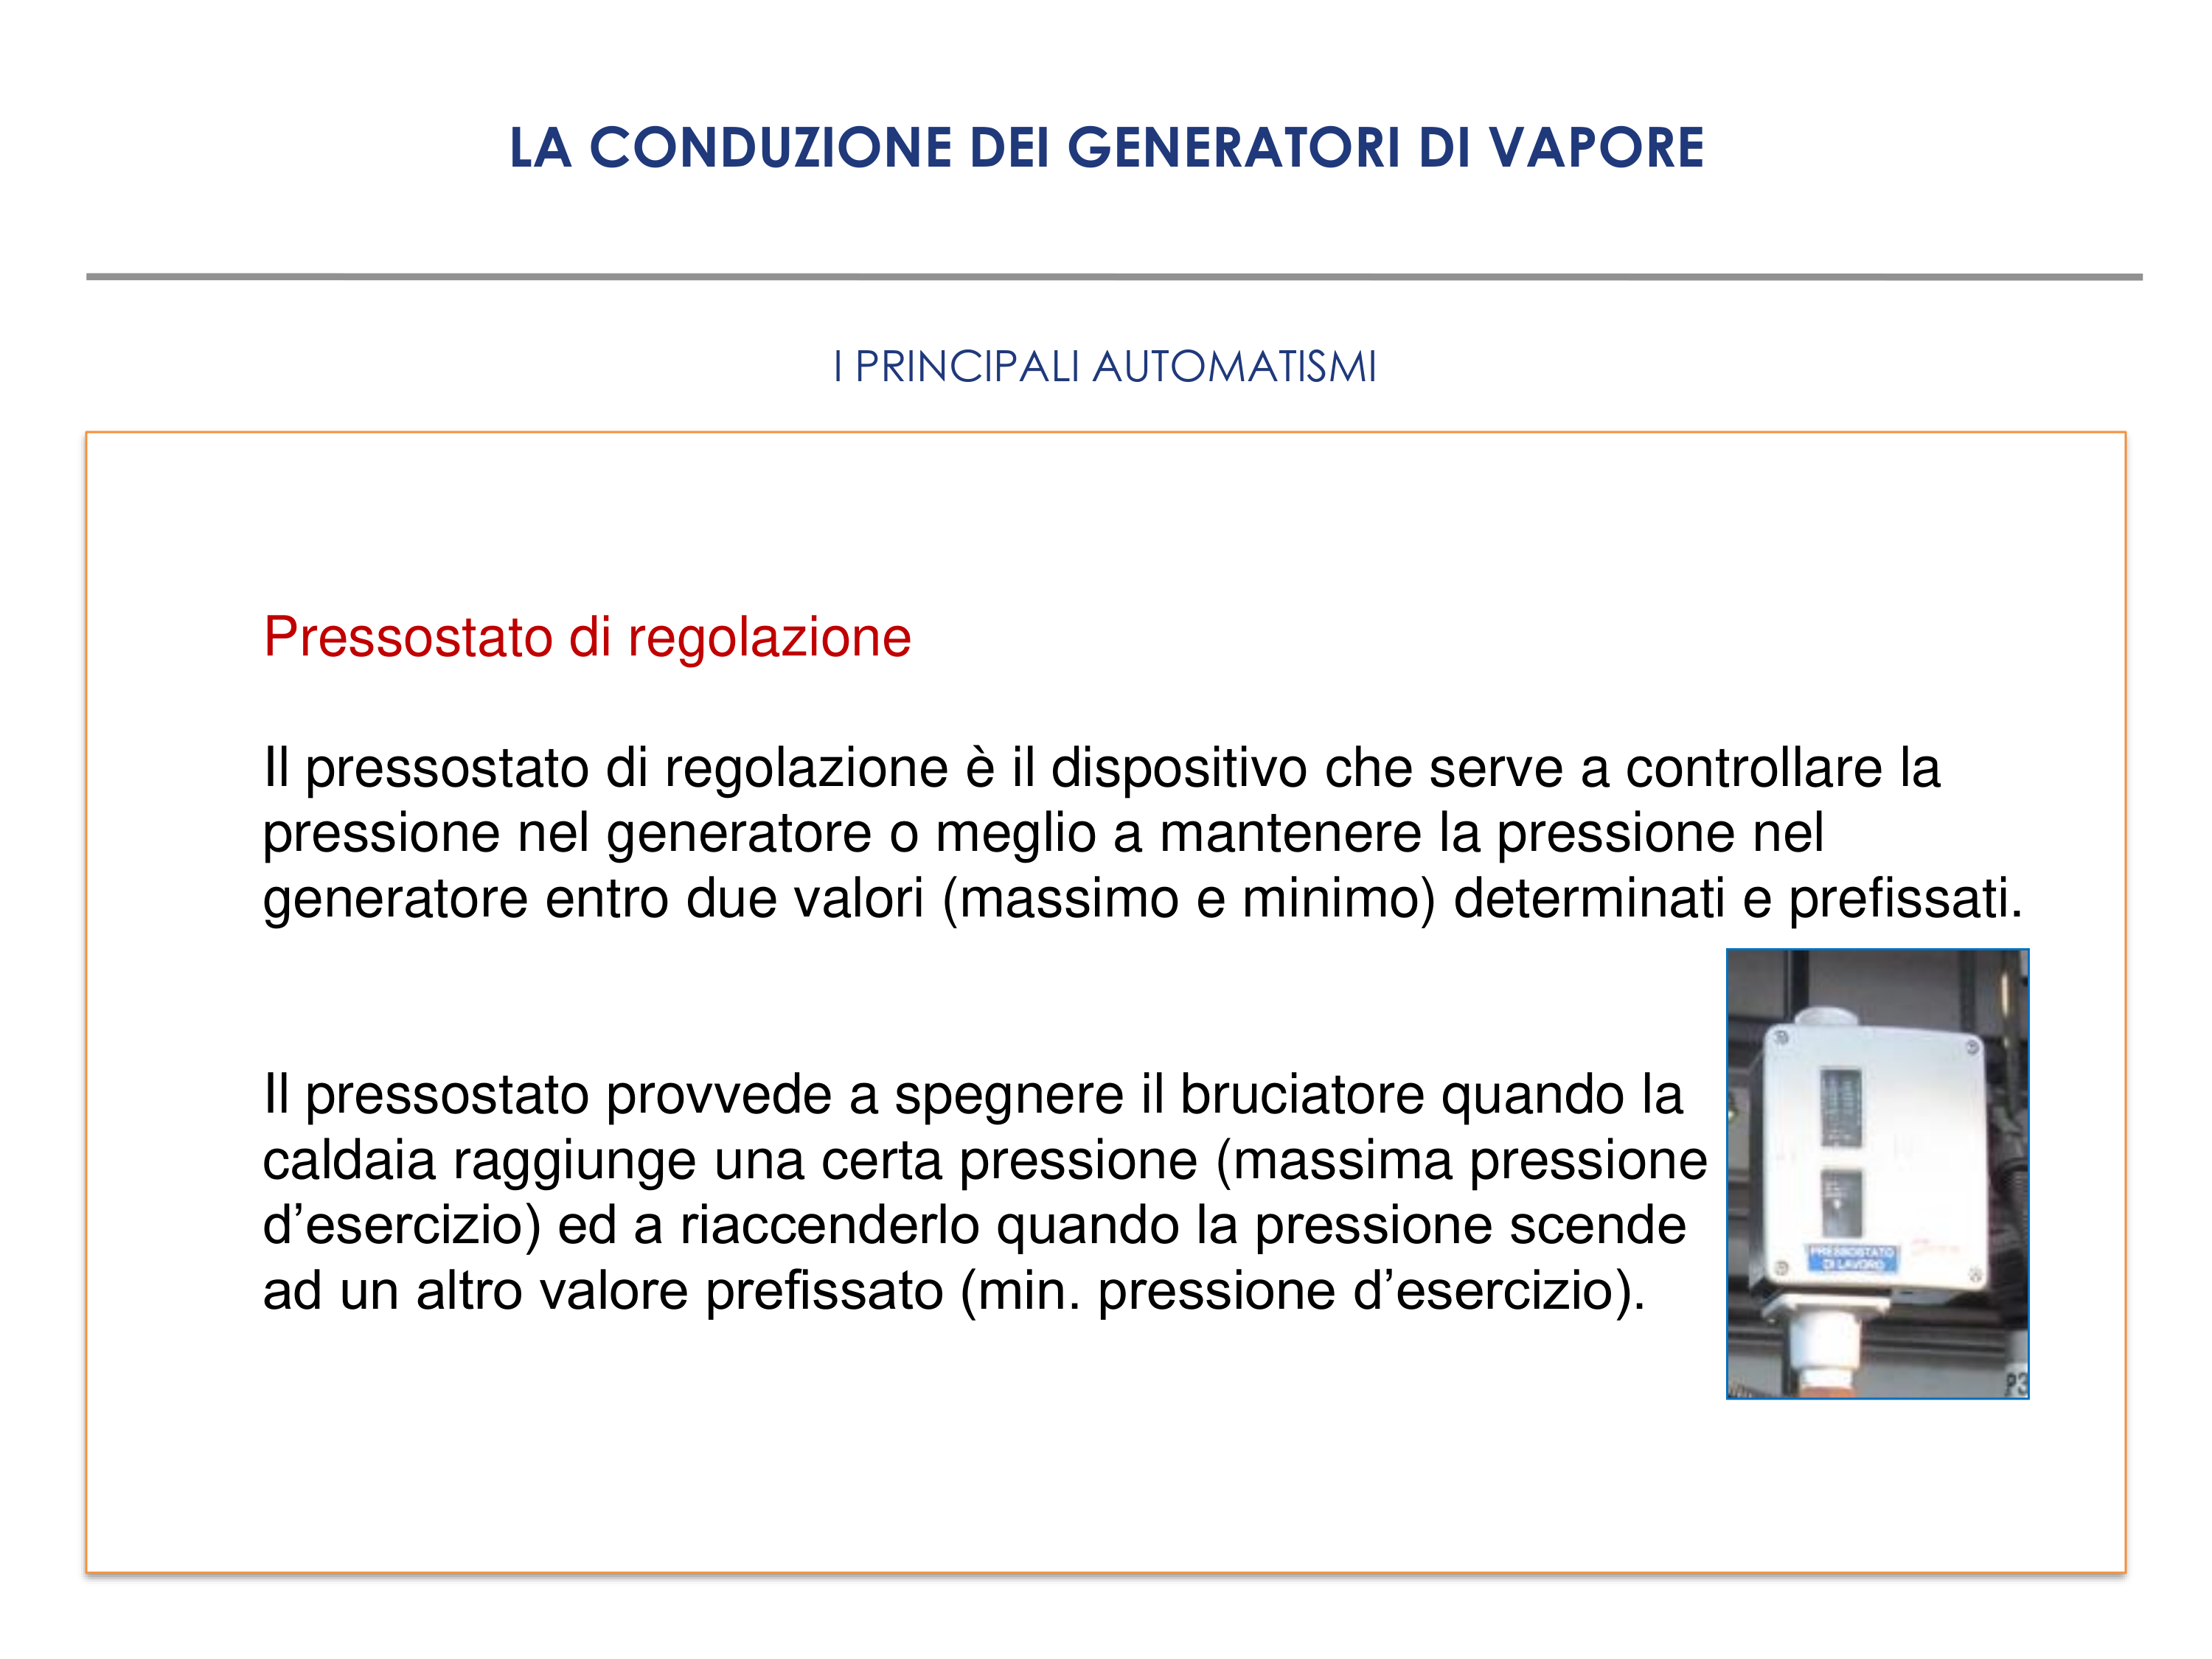 LA CONDUZIONE DEI GENERATORI DI VAPORE
I PRINCIPALI AUTOMATISMI
Pressostato di regolazione
Il pressostato di regolazione è il dispositivo che serve a controllare la
pressione nel generatore o meglio a mantenere la pressione nel
generatore entro due valori (massimo e minimo) determinati e prefissati.
Il pressostato provvede a spegnere il bruciatore quando la
caldaia raggiunge una certa pressione (massima pressione
d’esercizio) ed a riaccenderlo quando la pressione scende
ad un altro valore prefissato (min. pressione d’esercizio).
PRESSOSTATO
DI LAVORO
P3